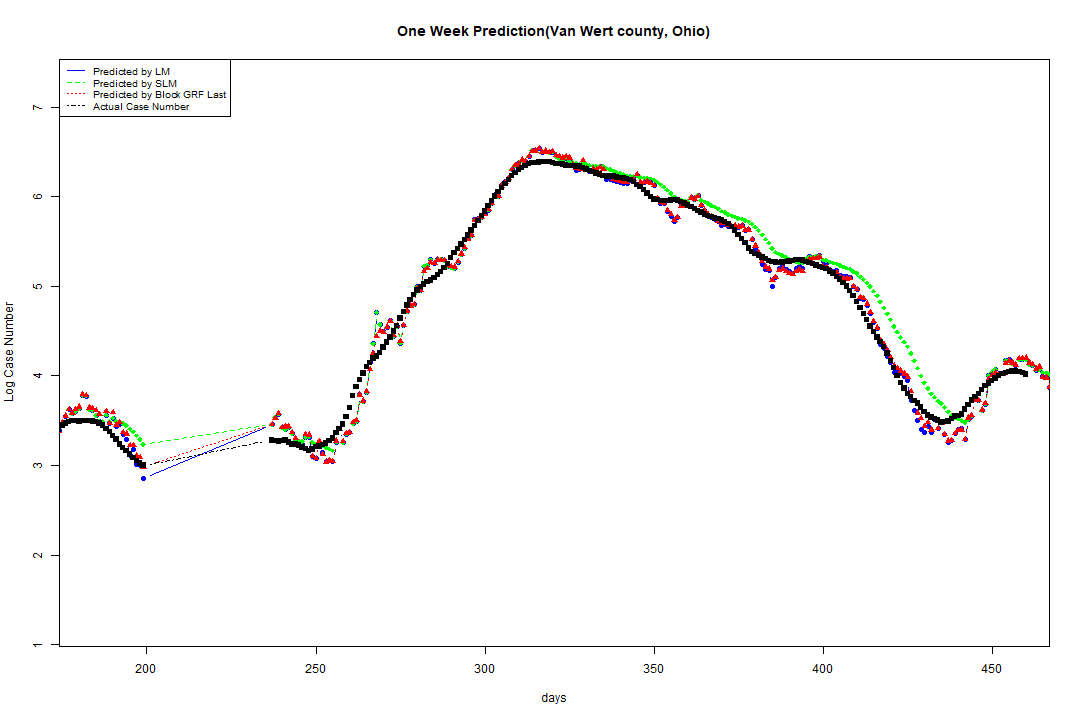 One Week Prediction(Van Wert county, Ohio)
Predicted by LM
Predicted by SLM
Predicted by Block GRF Last
Actual Case Number
7
6
5
4
3
2
1
Log Case Number
200 250 300 350 400 450
days